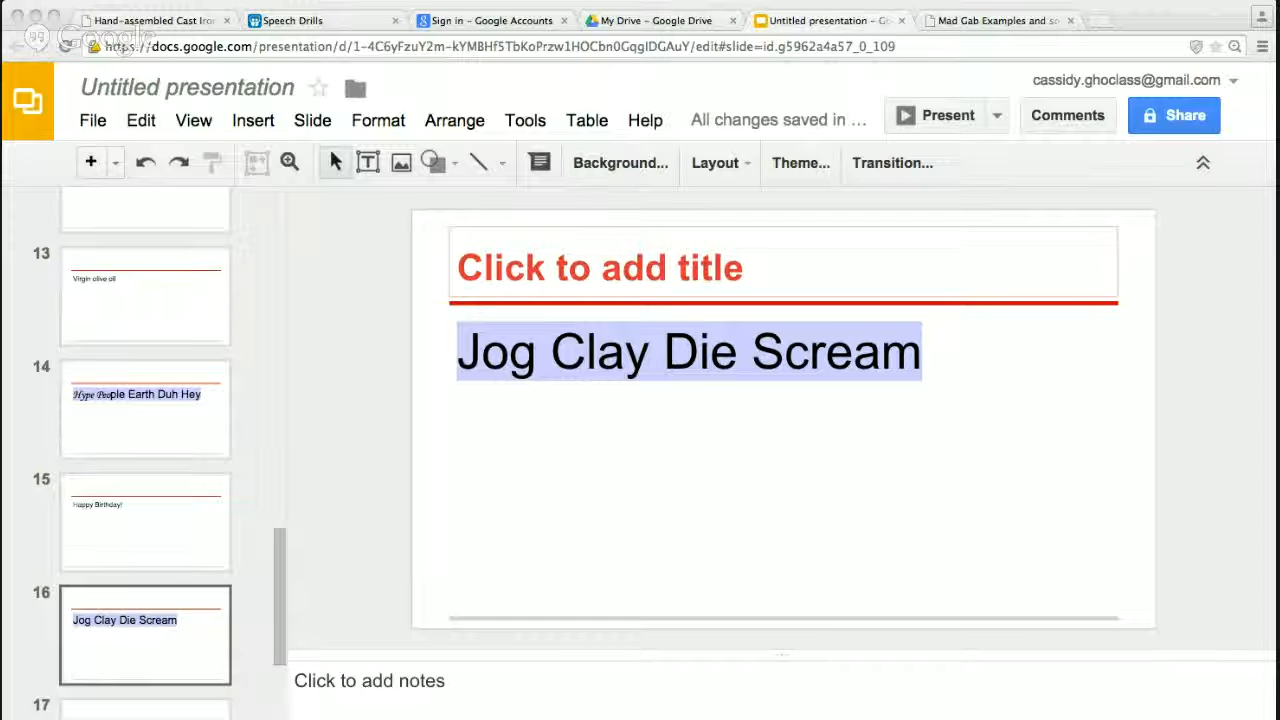 Hand-assembled Cast Iron
Speech Drills
Sign in - Google Accounts
My Drive - Google Drive
Untitled presentation - Go
Mad Gab Examples and so
Google
https://docs.google.com/presentation/d/1-4C6yFzuY2m-kYMBHf5TbKoPrzw1HOCbn0GqgIDGAuY/edit#slide=id.g5962a4a57_0_109
Untitled presentation
cassidy.ghoclass@gmail.com
File Edit View Insert Slide Format Arrange Tools Table Help All changes saved in ...
Present
Comments
Share
Background... Layout Theme... Transition...
13
Virgin olive oil
14
Hype People Earth Duh Hey
15
Happy Birthday!
16
Jog Clay Die Scream
17
Click to add title
Jog Clay Die Scream
Click to add notes